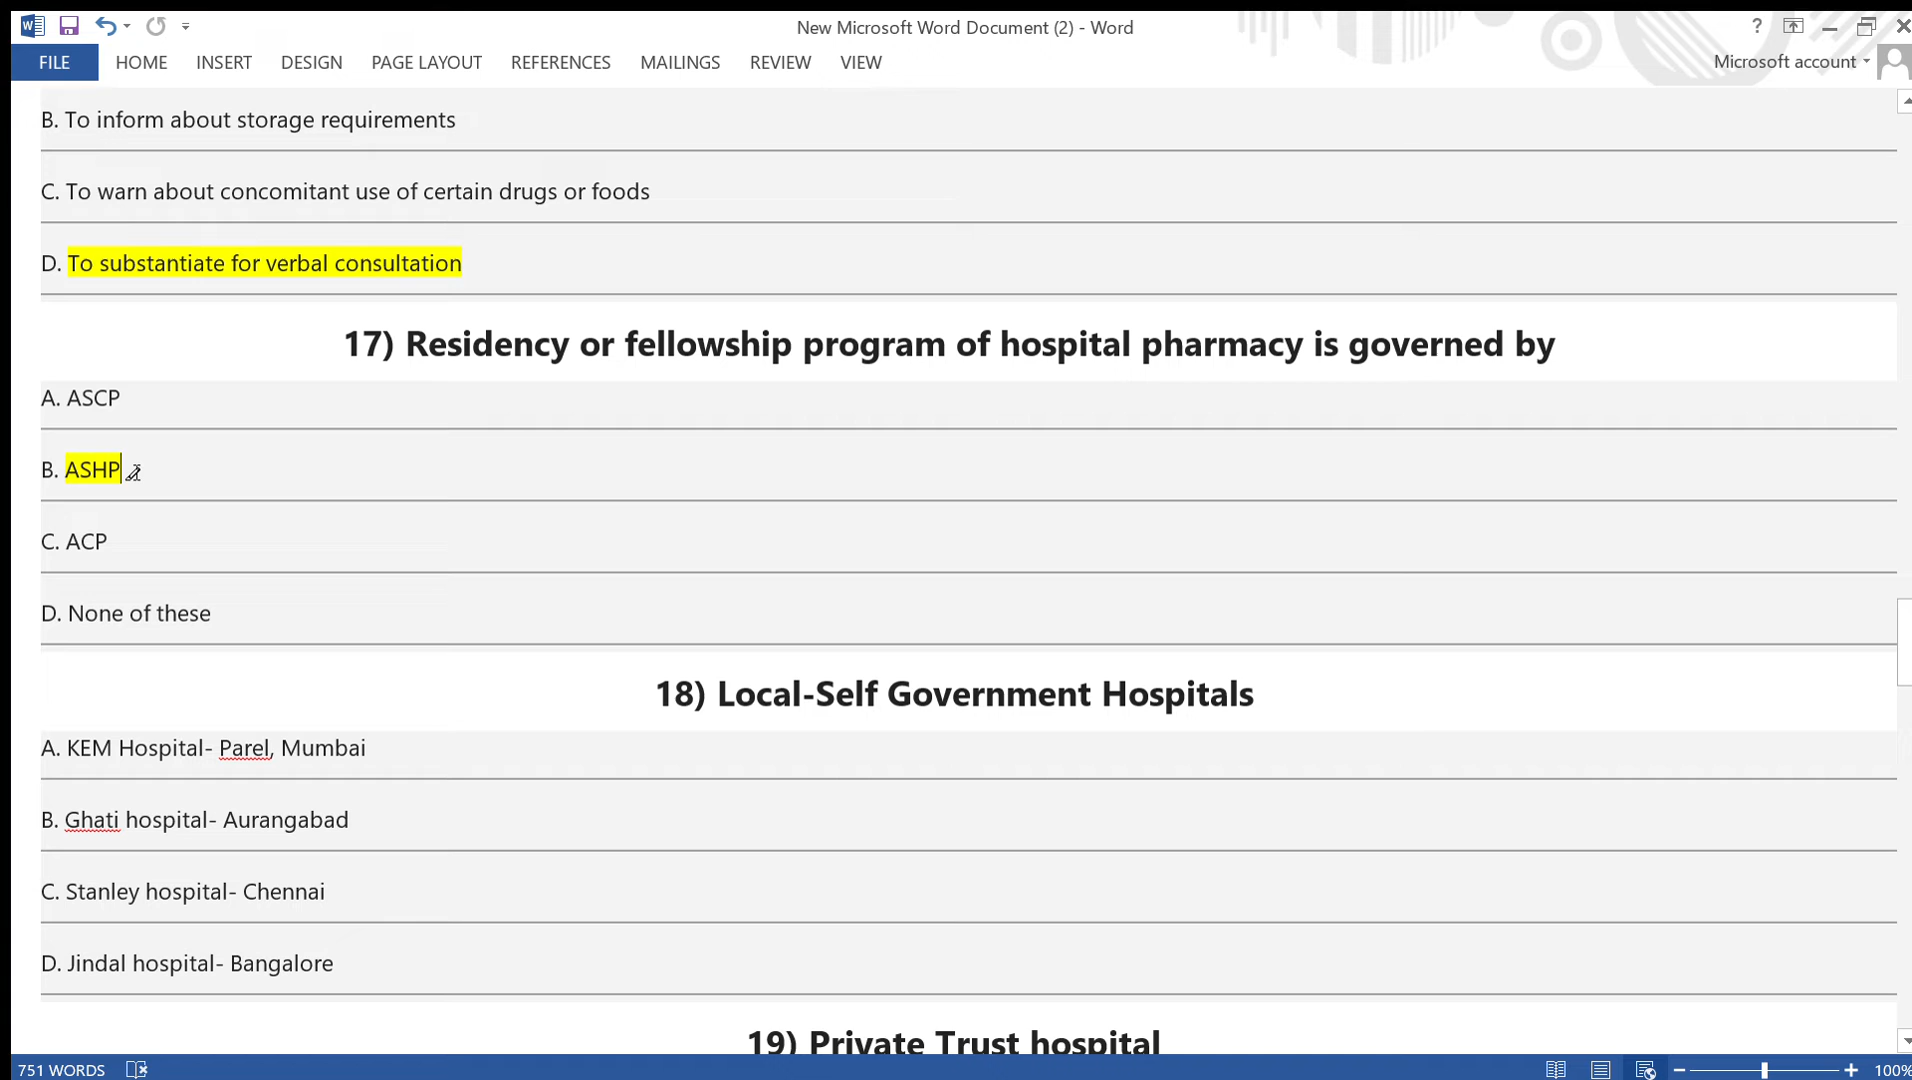 New Microsoft Word Document (2) - Word
?
FILE HOME INSERT DESIGN PAGE LAYOUT REFERENCES MAILINGS REVIEW VIEW Microsoft account
B. To inform about storage requirements
C. To warn about concomitant use of certain drugs or foods
D. To substantiate for verbal consultation
17) Residency or fellowship program of hospital pharmacy is governed by
A. ASCP
B. ASHP
C. ACP
D. None of these
18) Local-Self Government Hospitals
A. KEM Hospital- Parel, Mumbai
B. Ghati hospital- Aurangabad
C. Stanley hospital- Chennai
D. Jindal hospital- Bangalore
19) Private Trust hospital
751 WORDS 100%